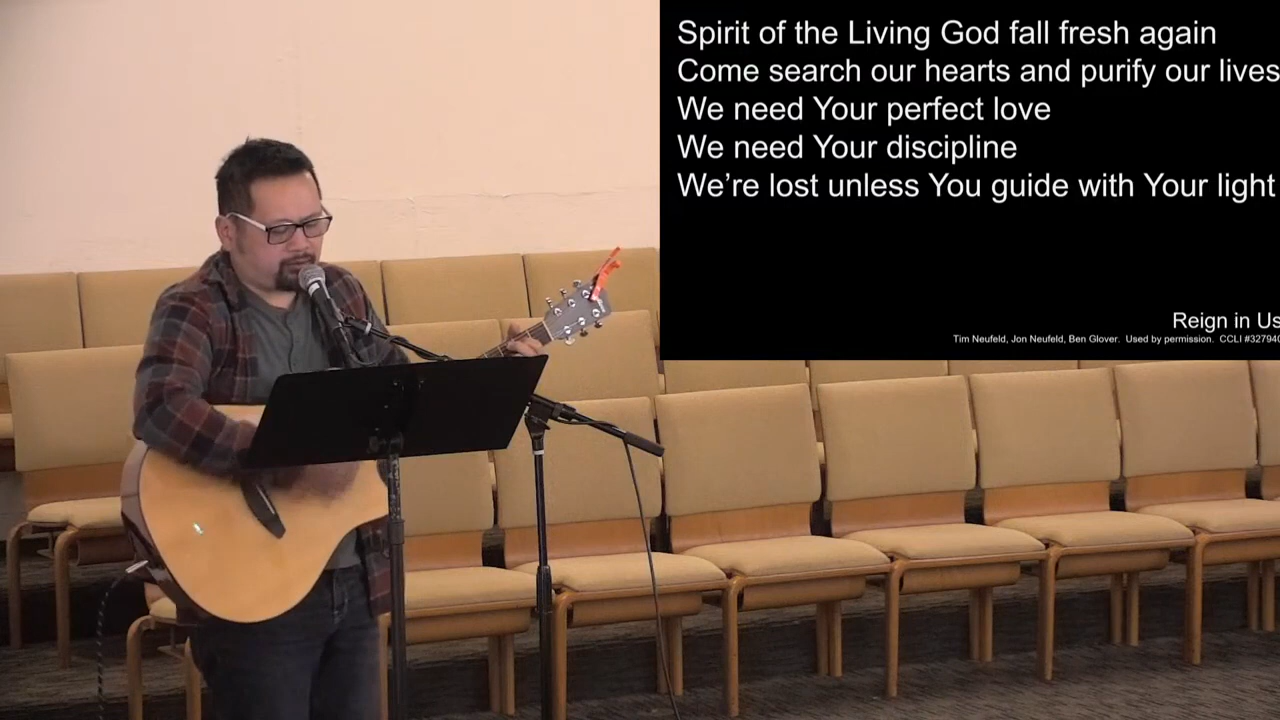 Spirit of the Living God fall fresh again
Come search our hearts and purify our lives
We need Your perfect love
We need Your discipline
We’re lost unless You guide with Your light
Reign in Us
Tim Neufeld, Jon Neufeld, Ben Glover.  Used by permission.  CCLI #327940